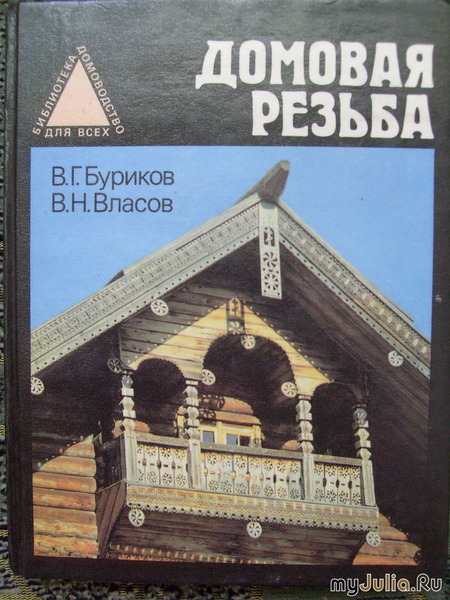 БИБЛИОТЕКА
ДОМОВОДСТВО
ДЛЯ ВСЕХ
ДОМОВАЯ
РЕЗЬБА
В.Г.Буриков
В.Н.Власов
myJulia.Ru